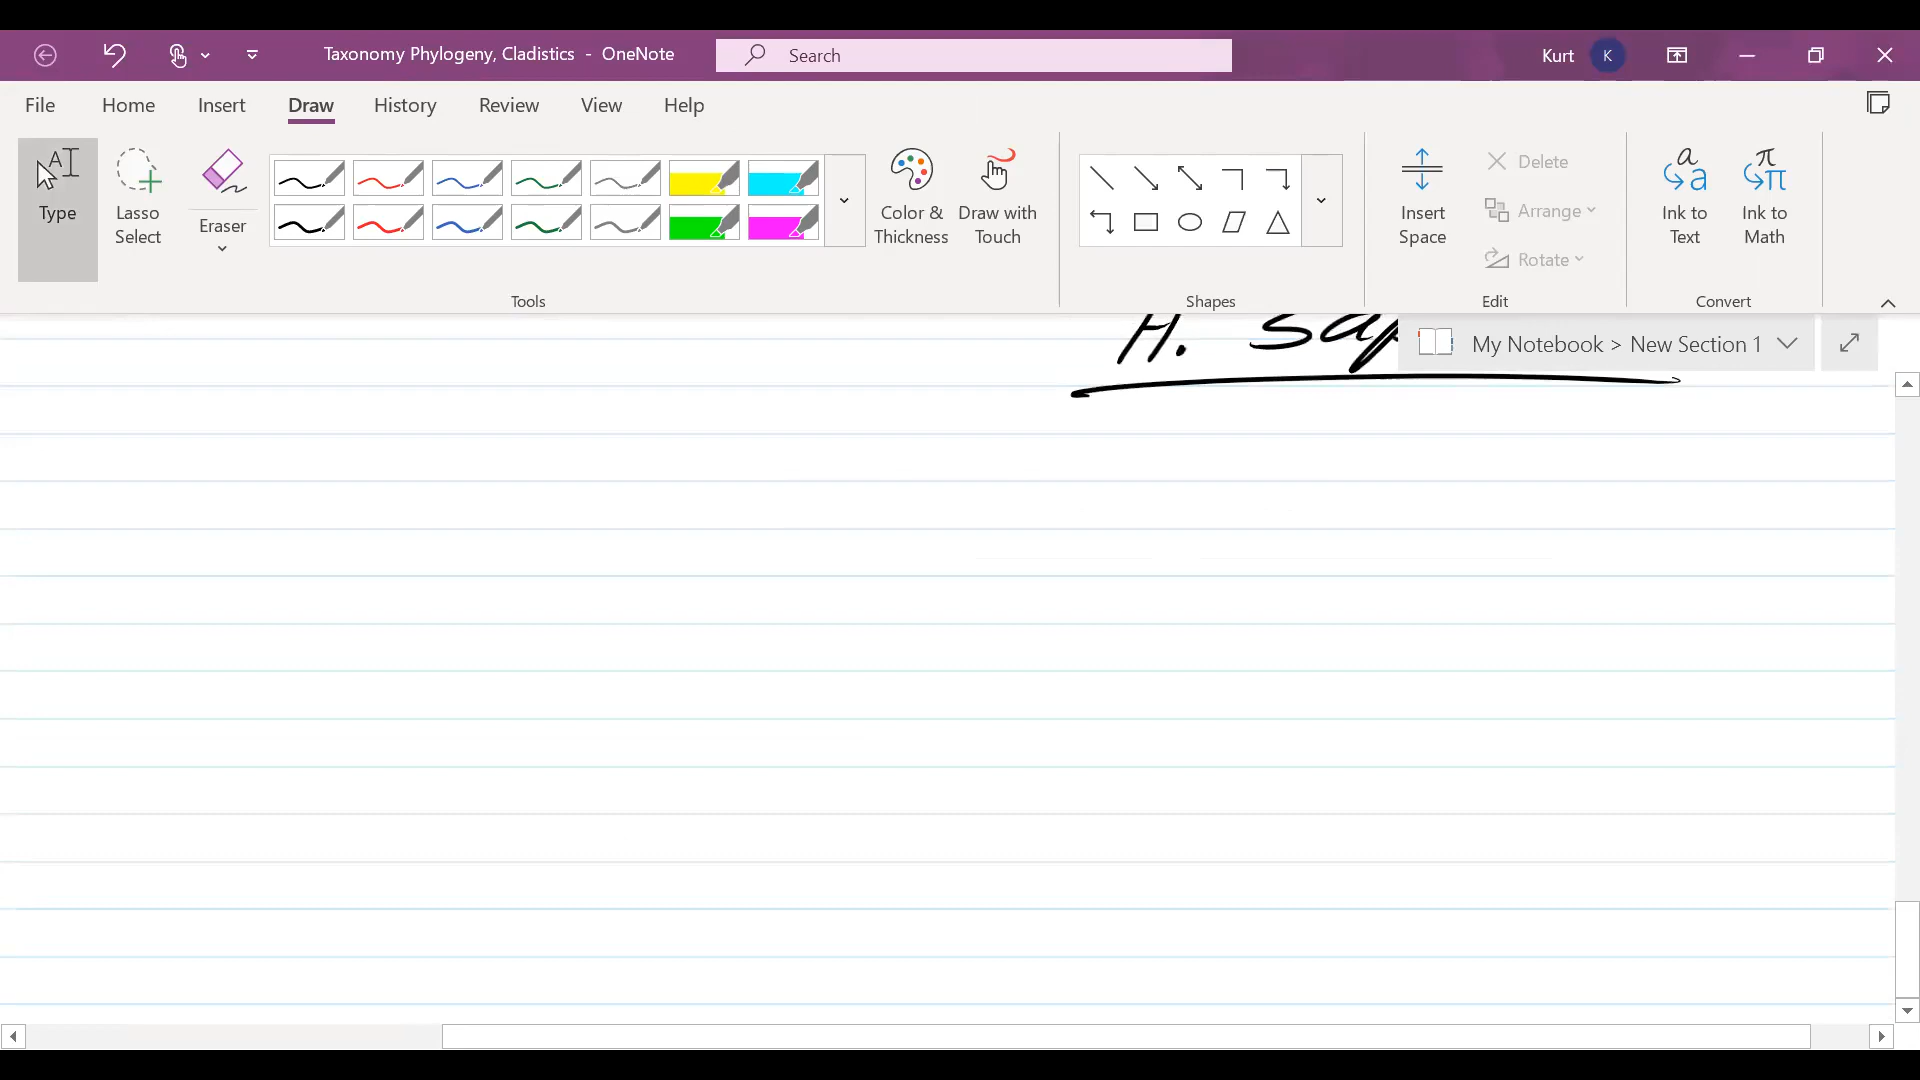 Taxonomy Phylogeny, Cladistics - OneNote
Search
Kurt
K
File
Home
Insert
Draw
History
Review
View
Help
Type
Lasso Select
Eraser
Color & Thickness
Draw with Touch
Tools
Shapes
Insert Space
Delete
Arrange
Rotate
Edit
a
a
Ink to Text
π
π
Ink to Math
Convert
H. Sap
My Notebook > New Section 1